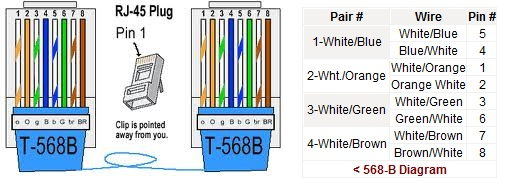 RJ-45 Plug
Pin 1
1 2 3 4 5 6 7 8
1 2 3 4 5 6 7 8
Clip is pointed
away from you.
o O g B b G br BR
o O g B b G br BR
T-568B
T-568B
Pair # Wire Pin #
1-White/Blue White/Blue 5
Blue/White 4
2-Wht./Orange White/Orange 1
Orange White 2
3-White/Green White/Green 3
Green/White 6
4-White/Brown White/Brown 7
Brown/White 8
< 568-B Diagram